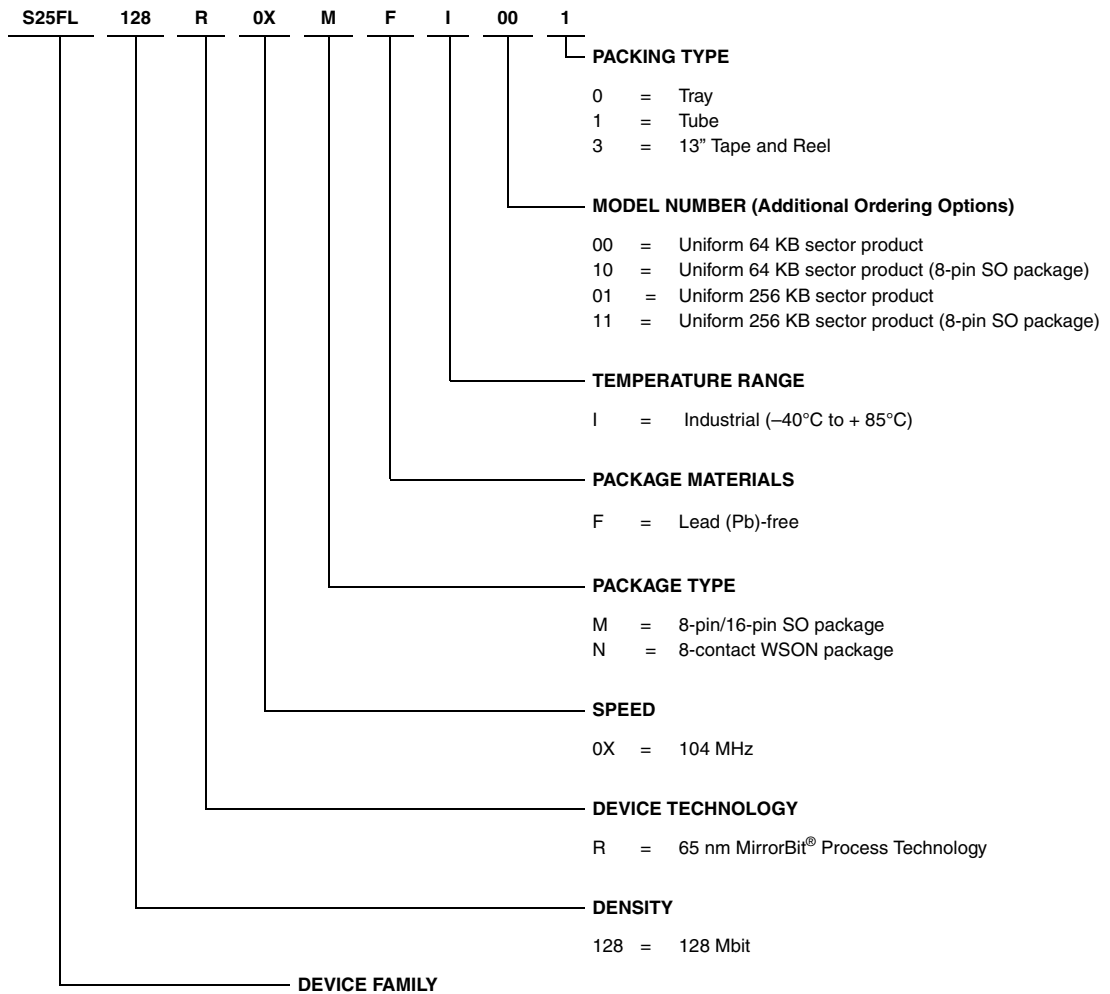 S25FL 128 R 0X M F I 00 1
PACKING TYPE
0 = Tray
1 = Tube
3 = 13” Tape and Reel
MODEL NUMBER (Additional Ordering Options)
00 = Uniform 64 KB sector product
10 = Uniform 64 KB sector product (8-pin SO package)
01 = Uniform 256 KB sector product
11 = Uniform 256 KB sector product (8-pin SO package)
TEMPERATURE RANGE
I = Industrial (–40°C to + 85°C)
PACKAGE MATERIALS
F = Lead (Pb)-free
PACKAGE TYPE
M = 8-pin/16-pin SO package
N = 8-contact WSON package
SPEED
0X = 104 MHz
DEVICE TECHNOLOGY
R = 65 nm MirrorBit® Process Technology
DENSITY
128 = 128 Mbit
DEVICE FAMILY